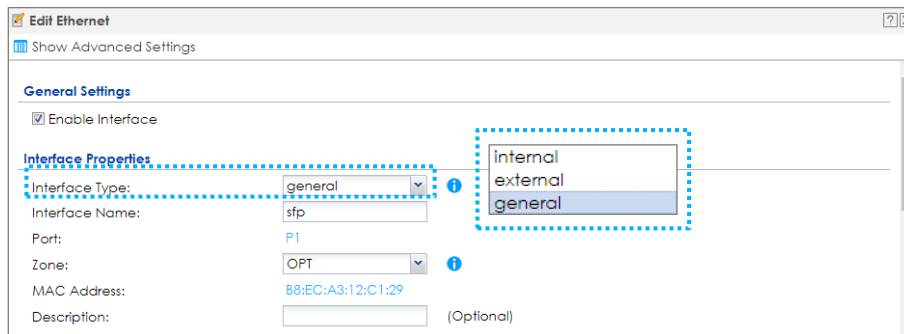 Edit Ethernet
?
Show Advanced Settings
General Settings
Enable Interface
Interface Properties
Interface Type: general
Interface Name: sfp
Port: P1
Zone: OPT
MAC Address: B8:EC:A3:12:C1:29
Description: (Optional)
internal
external
general